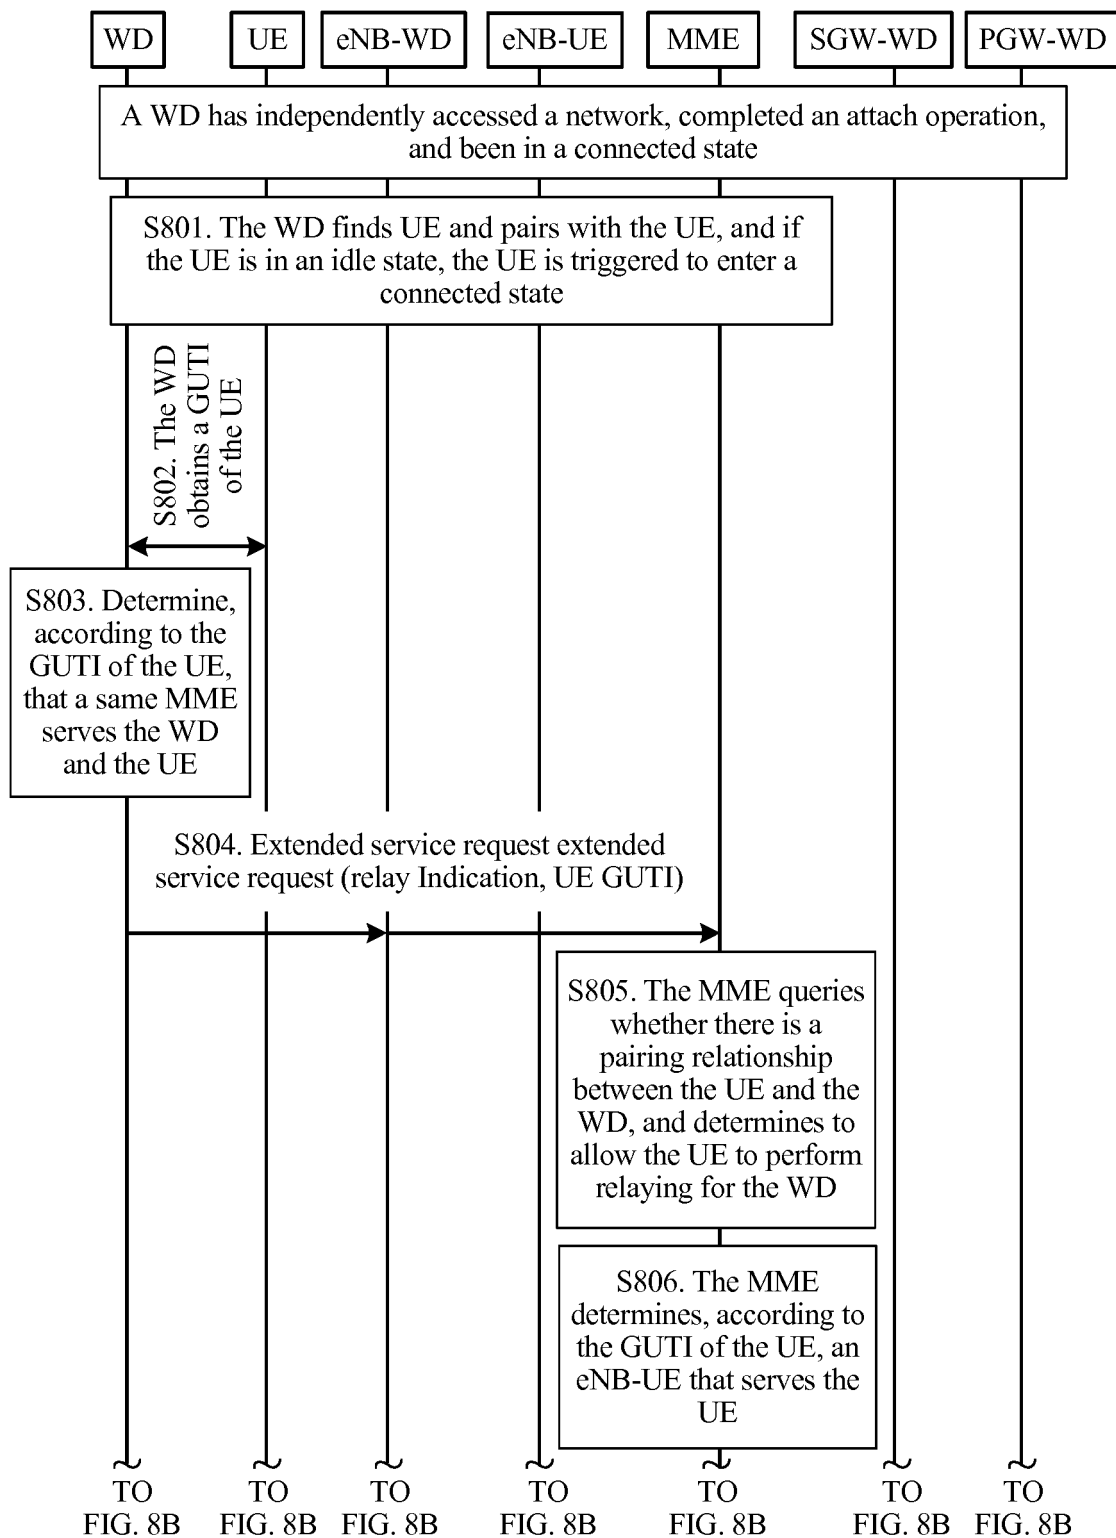 WD UE eNB-WD eNB-UE MME SGW-WD PGW-WD
A WD has independently accessed a network, completed an attach operation,
and been in a connected state
S801. The WD finds UE and pairs with the UE, and if
the UE is in an idle state, the UE is triggered to enter a
connected state
S802. The WD
obtains a GUTI
of the UE
S803. Determine,
according to the
GUTI of the UE,
that a same MME
serves the WD
and the UE
S804. Extended service request extended
service request (relay Indication, UE GUTI)
S805. The MME queries
whether there is a
pairing relationship
between the UE and the
WD, and determines to
allow the UE to perform
relaying for the WD
S806. The MME
determines, according to
the GUTI of the UE, an
eNB-UE that serves the
UE
TO TO TO TO TO TO TO
FIG. 8B FIG. 8B FIG. 8B FIG. 8B FIG. 8B FIG. 8B FIG. 8B